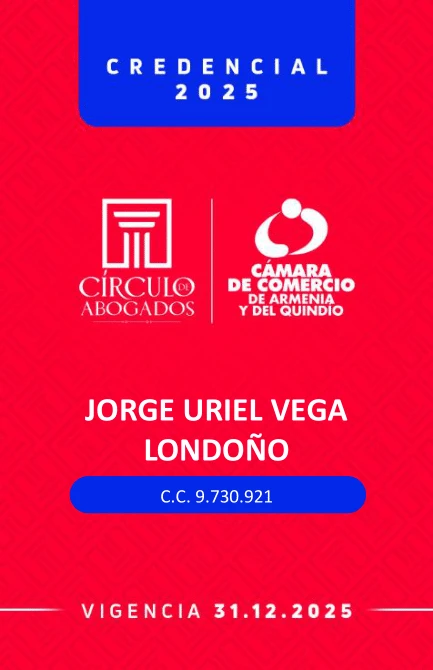 CREDENCIAL
2025
CÍRCULO DE
ABOGADOS
CÁMARA
DE COMERCIO
DE ARMENIA
Y DEL QUINDÍO
JORGE URIEL VEGA
LONDOÑO
C.C. 9.730.921
VIGENCIA 31.12.2025